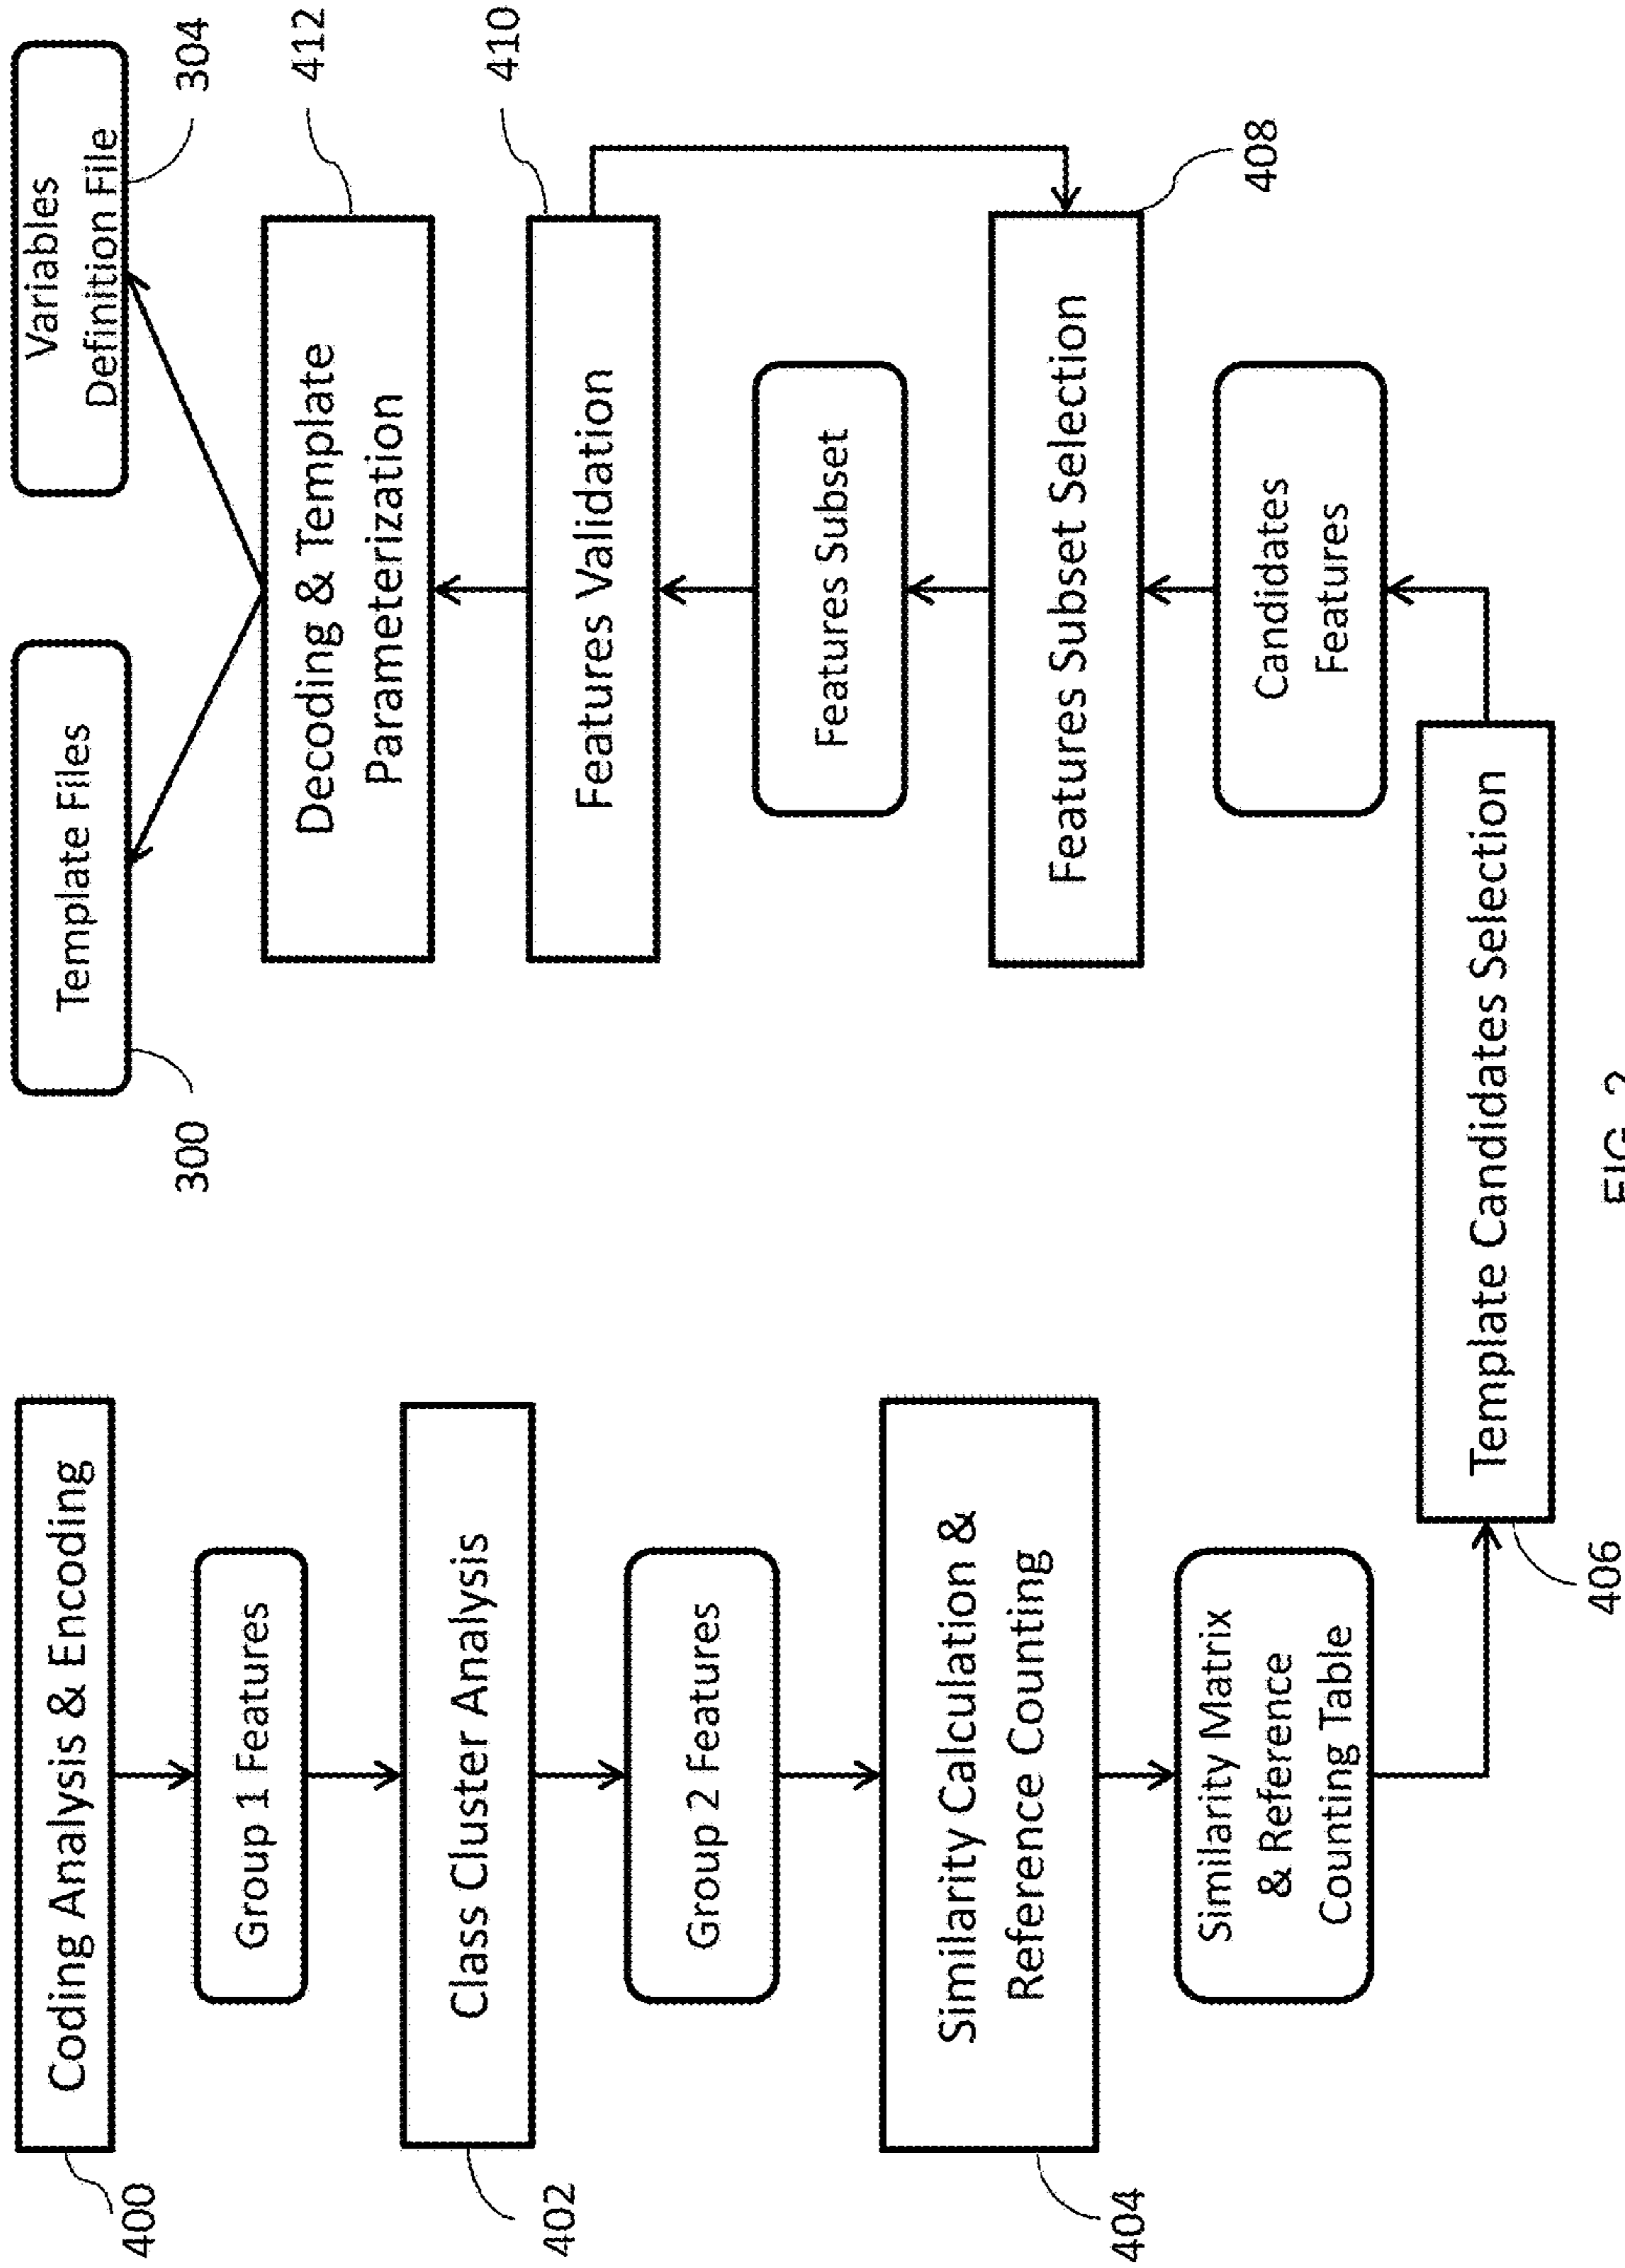 400
Coding Analysis & Encoding
Group 1 Features
402
Class Cluster Analysis
Group 2 Features
404
Similarity Calculation &
Reference Counting
Similarity Matrix
& Reference
Counting Table
406
Template Candidates Selection
Candidates
Features
408
Features Subset Selection
Features Subset
410
Features Validation
412
Decoding & Template
Parameterization
300
Template Files
304
Variables
Definition File
FIG.